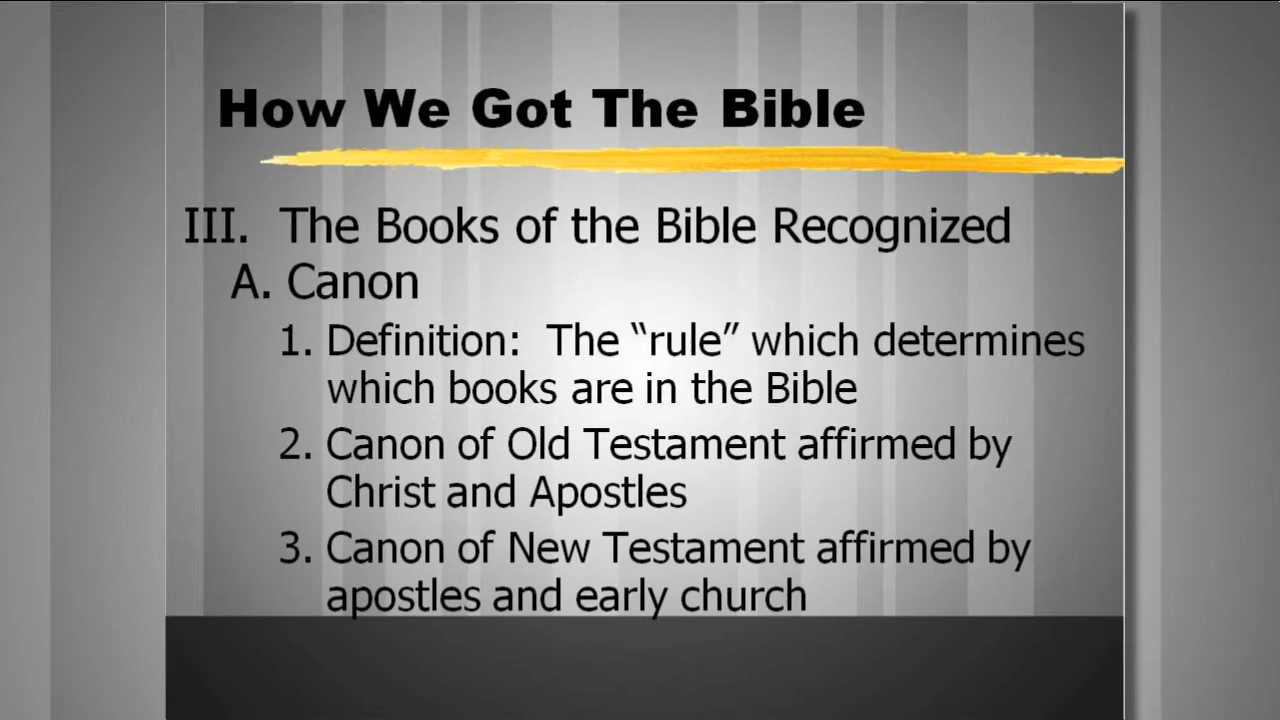 How We Got The Bible
III. The Books of the Bible Recognized
A. Canon
1. Definition: The “rule” which determines
which books are in the Bible
2. Canon of Old Testament affirmed by
Christ and Apostles
3. Canon of New Testament affirmed by
apostles and early church